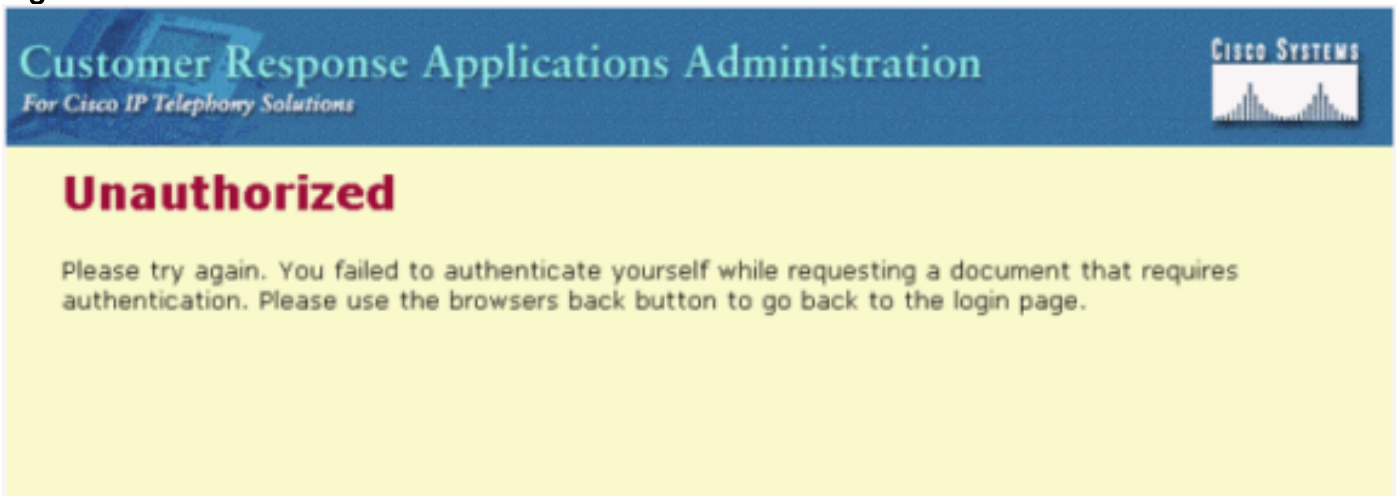 Customer Response Applications Administration
For Cisco IP Telephony Solutions
CISCO SYSTEMS
Unauthorized
Please try again. You failed to authenticate yourself while requesting a document that requires
authentication. Please use the browsers back button to go back to the login page.